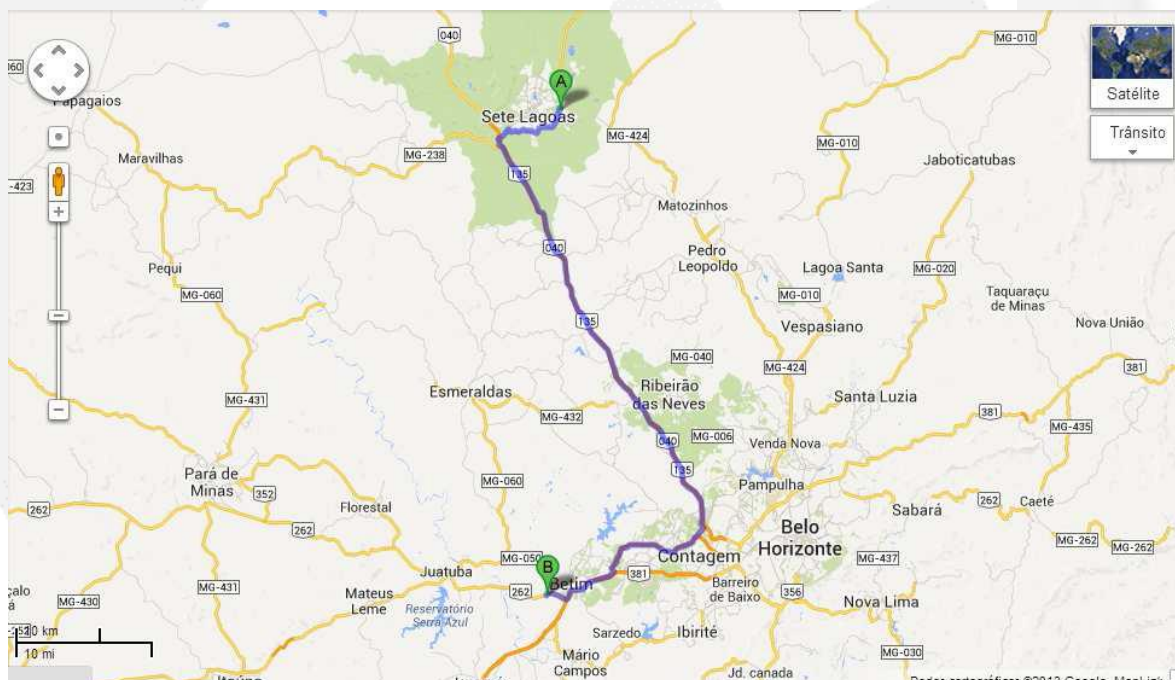 040
MG-010
Satélite
A
Papagaios
Sete Lagoas
Trânsito
MG-424
MG-010
Maravilhas
MG-238
Jaboticatubas
135
Matozinhos
040
Pedro
Leopoldo
Pequi
Lagoa Santa
MG-020
MG-060
MG-010
Taquaraçu
de Minas
135
Vespasiano
Nova União
MG-040
MG-424
381
Ribeirão
das Neves
Esmeraldas
MG-431
MG-432
Santa Luzia
381
MG-435
040
MG-006
Venda Nova
135
Pará de
Minas
MG-060
Pampulha
352
262
Florestal
262
Sabará
Caeté
262
Belo
Horizonte
MG-262
MG-262
MG-050
Contagem
MG-437
B
Juatuba
381
Betim
Barreiro
de Baixo
MG-431
262
356
MG-430
Mateus
Leme
Reservatório
Serra Azul
Nova Lima
Sarzedo
Ibirité
10 mi
Mário
Campos
MG-030
Jd. canada